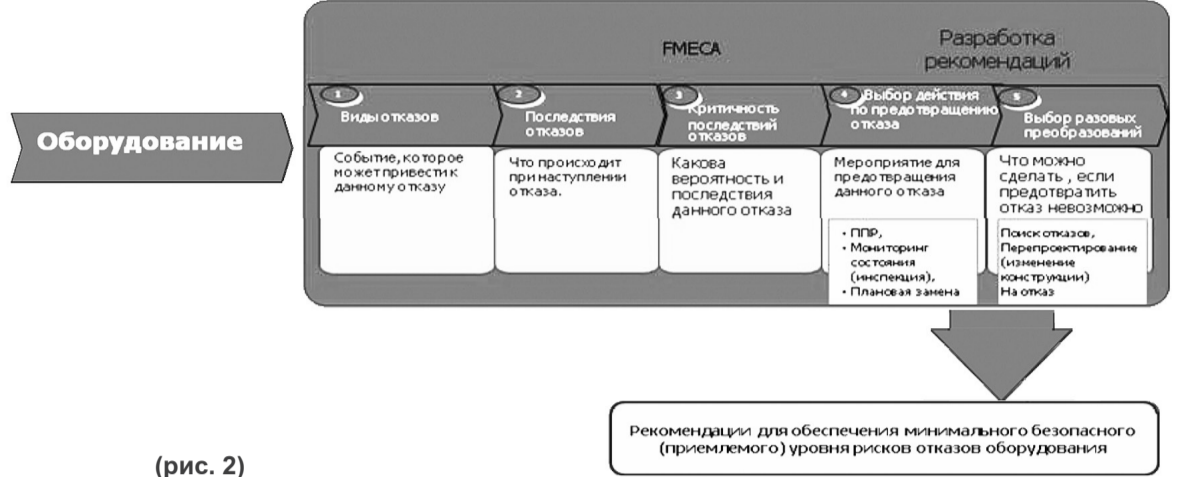 FMECA
Разработка
рекомендаций
Оборудование
1
Виды отказов
Событие, которое
может привести к
данному отказу
2
Последствия
отказов
Что происходит
при наступлении
отказа.
3
Критичность
последствий
отказов
Какова
вероятность и
последствия
данного отказа
4
Выбор действия
по предотвращению
отказа
Мероприятие для
предотвращения
данного отказа
• ППР,
• Мониторинг
состояния
(инспекция),
• Плановая замена
5
Выбор разовых
преобразований
Что можно
сделать , если
предотвратить
отказ невозможно
Поиск отказов,
Перепроектирование
(изменение
конструкции)
На отказ
Рекомендации для обеспечения минимального безопасного
(приемлемого) уровня рисков отказов оборудования
(рис. 2)